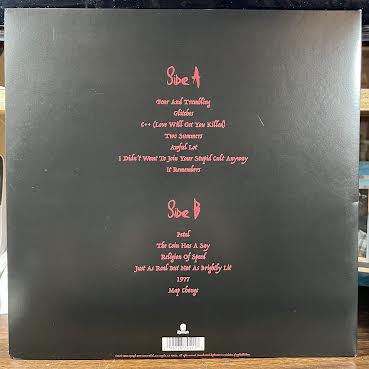 Side A
Fear And Trembling
Glitches
C++ (Love Will Get You Killed)
Two Summers
Awful Lot
I Didn't Want To Join Your Stupid Cult Anyway
It Remembers
Side B
Petal
The Coin Has A Say
Religion Of Speed
Just As Real But Not As Brightly Lit
1977
Map Change